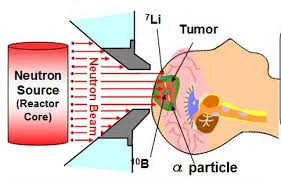 ⁷Li
Tumor
Neutron
Source
(Reactor
Core)
Neutron Beam
¹⁰B
α particle